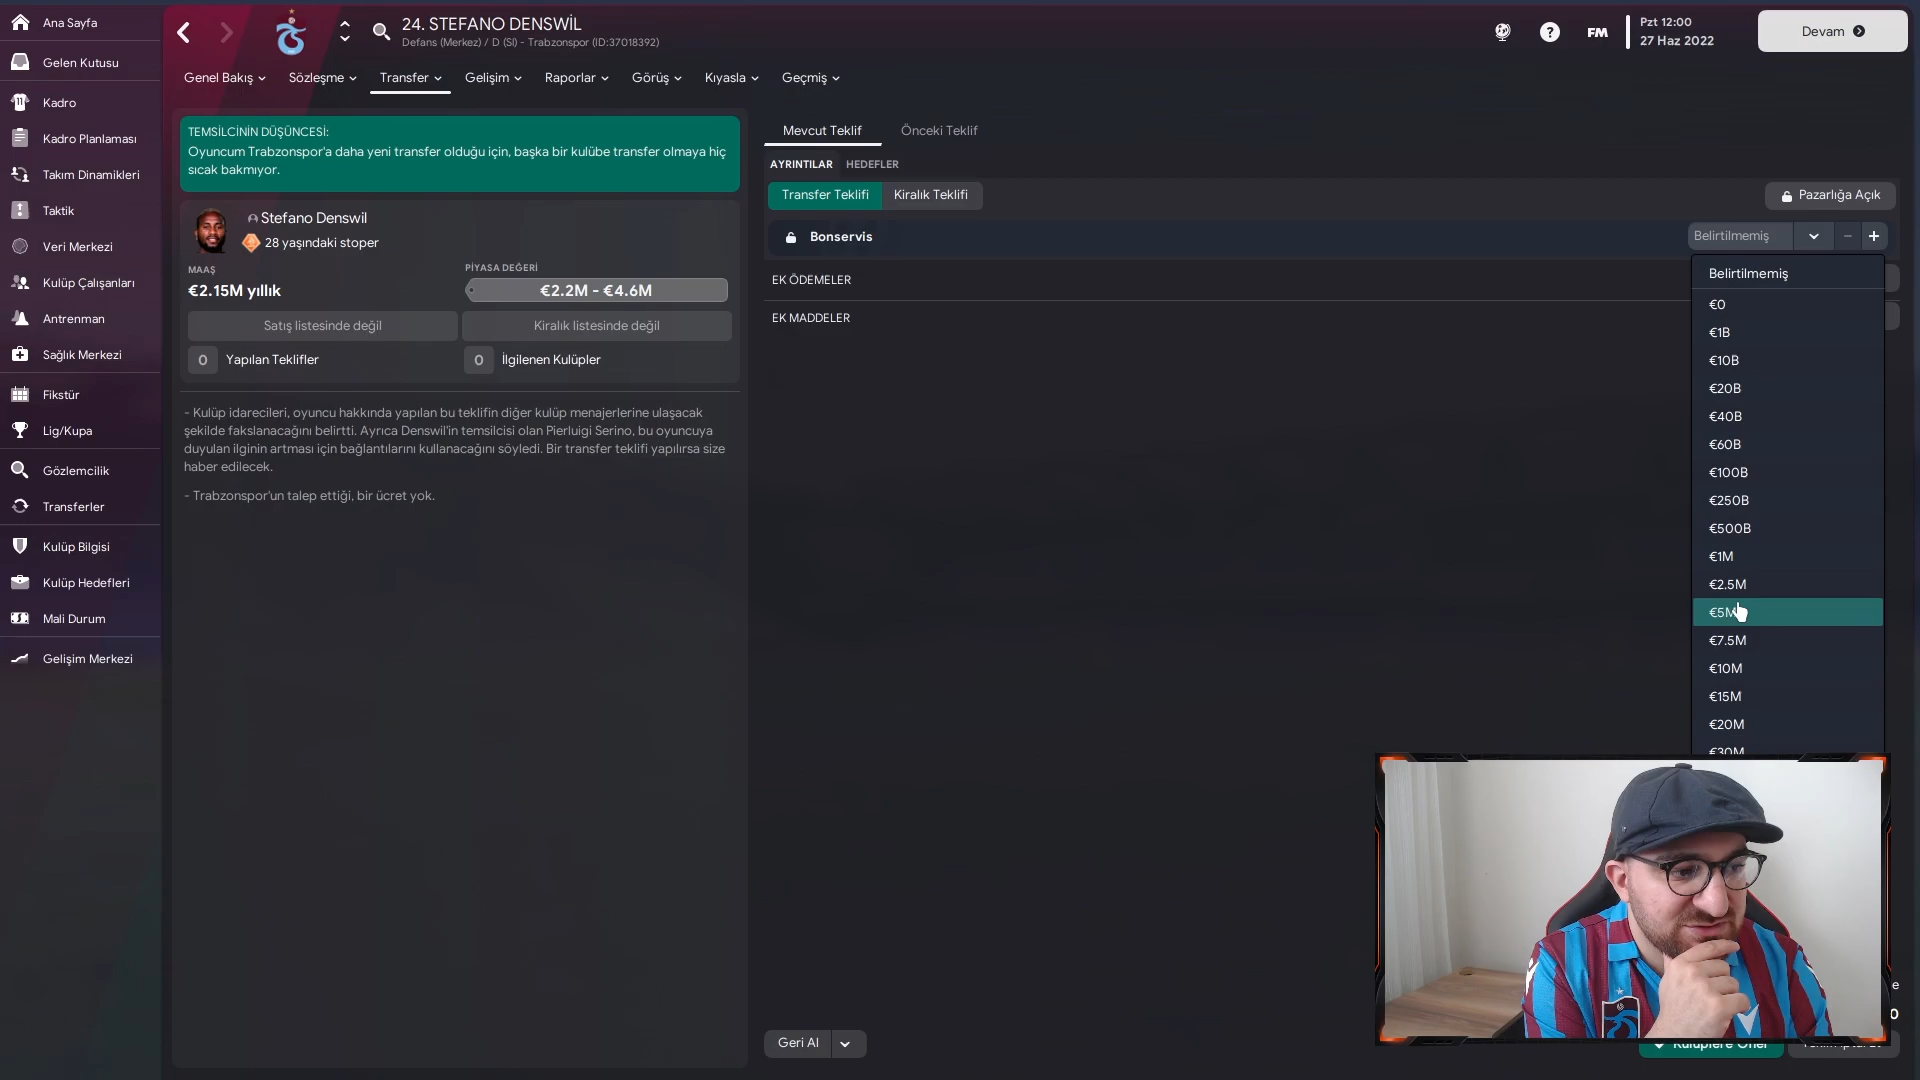 Ana Sayfa
Gelen Kutusu
Kadro
Kadro Planlaması
Takım Dinamikleri
Taktik
Veri Merkezi
Kulüp Çalışanları
Antrenman
Sağlık Merkezi
Fikstür
Lig/Kupa
Gözlemcilik
Transferler
Kulüp Bilgisi
Kulüp Hedefleri
Mali Durum
Gelişim Merkezi
24. STEFANO DENSWİL
Defans (Merkez) / D (Sl) - Trabzonspor (ID:37018392)
FM
Pzt 12:00
27 Haz 2022
Devam
Genel Bakış
Sözleşme
Transfer
Gelişim
Raporlar
Görüş
Kıyasla
Geçmiş
TEMSİLCİNİN DÜŞÜNCESİ:
Oyuncum Trabzonspor'a daha yeni transfer olduğu için, başka bir kulübe transfer olmaya hiç
sıcak bakmıyor.
Stefano Denswil
28 yaşındaki stoper
MAAŞ
€2.15M yıllık
PİYASA DEĞERİ
€2.2M - €4.6M
Satış listesinde değil
Kiralık listesinde değil
0 Yapılan Teklifler
0 İlgilenen Kulüpler
- Kulüp idarecileri, oyuncu hakkında yapılan bu teklifin diğer kulüp menajerlerine ulaşacak
şekilde fakslanacağını belirtti. Ayrıca Denswil'in temsilcisi olan Pierluigi Serino, bu oyuncuya
duyulan ilginin artması için bağlantılarını kullanacağını söyledi. Bir transfer teklifi yapılırsa size
haber edilecek.
- Trabzonspor'un talep ettiği, bir ücret yok.
Mevcut Teklif
Önceki Teklif
AYRINTILAR
HEDEFLER
Transfer Teklifi
Kiralık Teklifi
Pazarlığa Açık
Bonservis
Belirtilmemiş
EK ÖDEMELER
EK MADDELER
Belirtilmemiş
€0
€1B
€10B
€20B
€40B
€60B
€100B
€250B
€500B
€1M
€2.5M
€5M
€7.5M
€10M
€15M
€20M
€30M
Geri Al
Kulüplere Öner